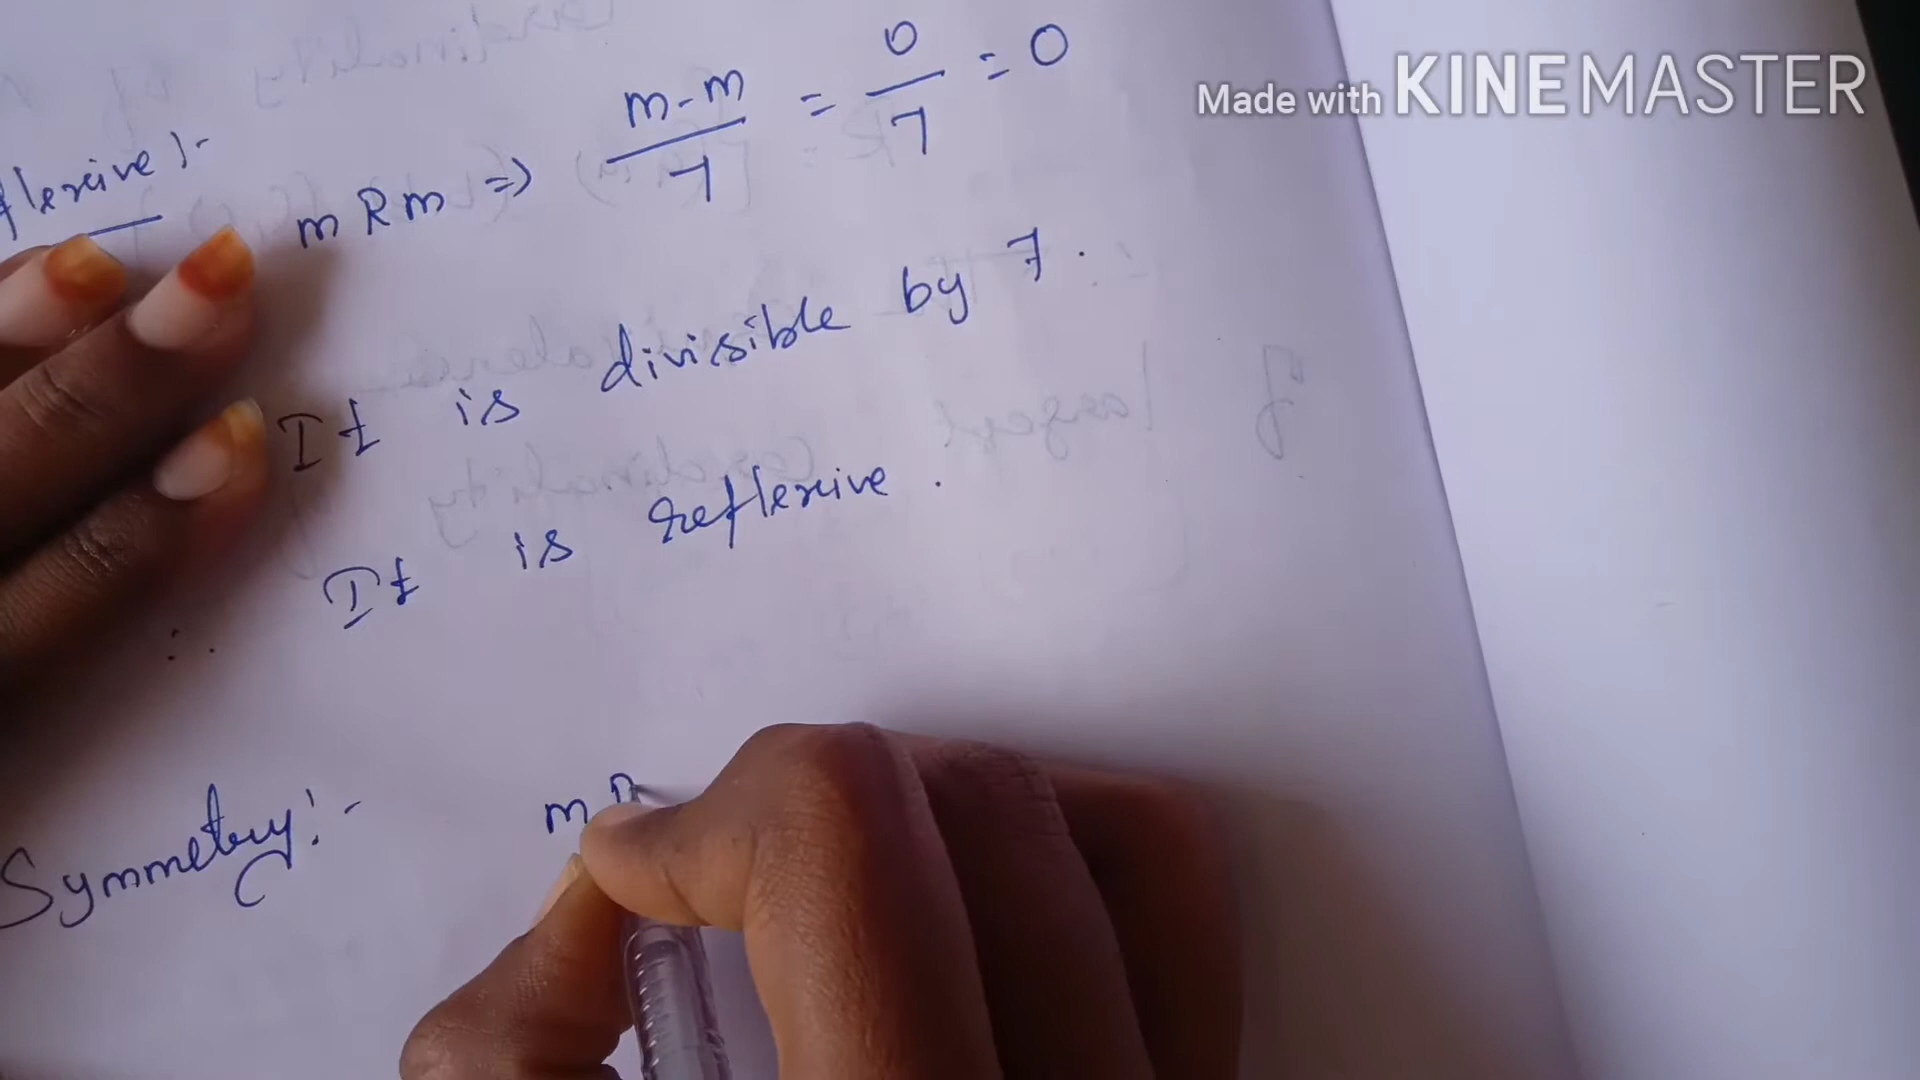 Made with KINEMASTER
flexive :-
m R m => m - m / 7 = 0 / 7 = 0
It is divisible by 7 .
∴ It is reflexive .
Symmetry :- m R